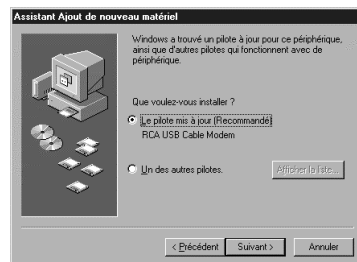 Assistant Ajout de nouveau matériel
Windows a trouvé un pilote à jour pour ce périphérique,
ainsi que d'autres pilotes qui fonctionnent avec de
périphérique.
Que voulez-vous installer ?
Le pilote mis à jour (Recommandé)
RCA USB Cable Modem
Un des autres pilotes.
Afficher la liste...
< Précédent
Suivant >
Annuler